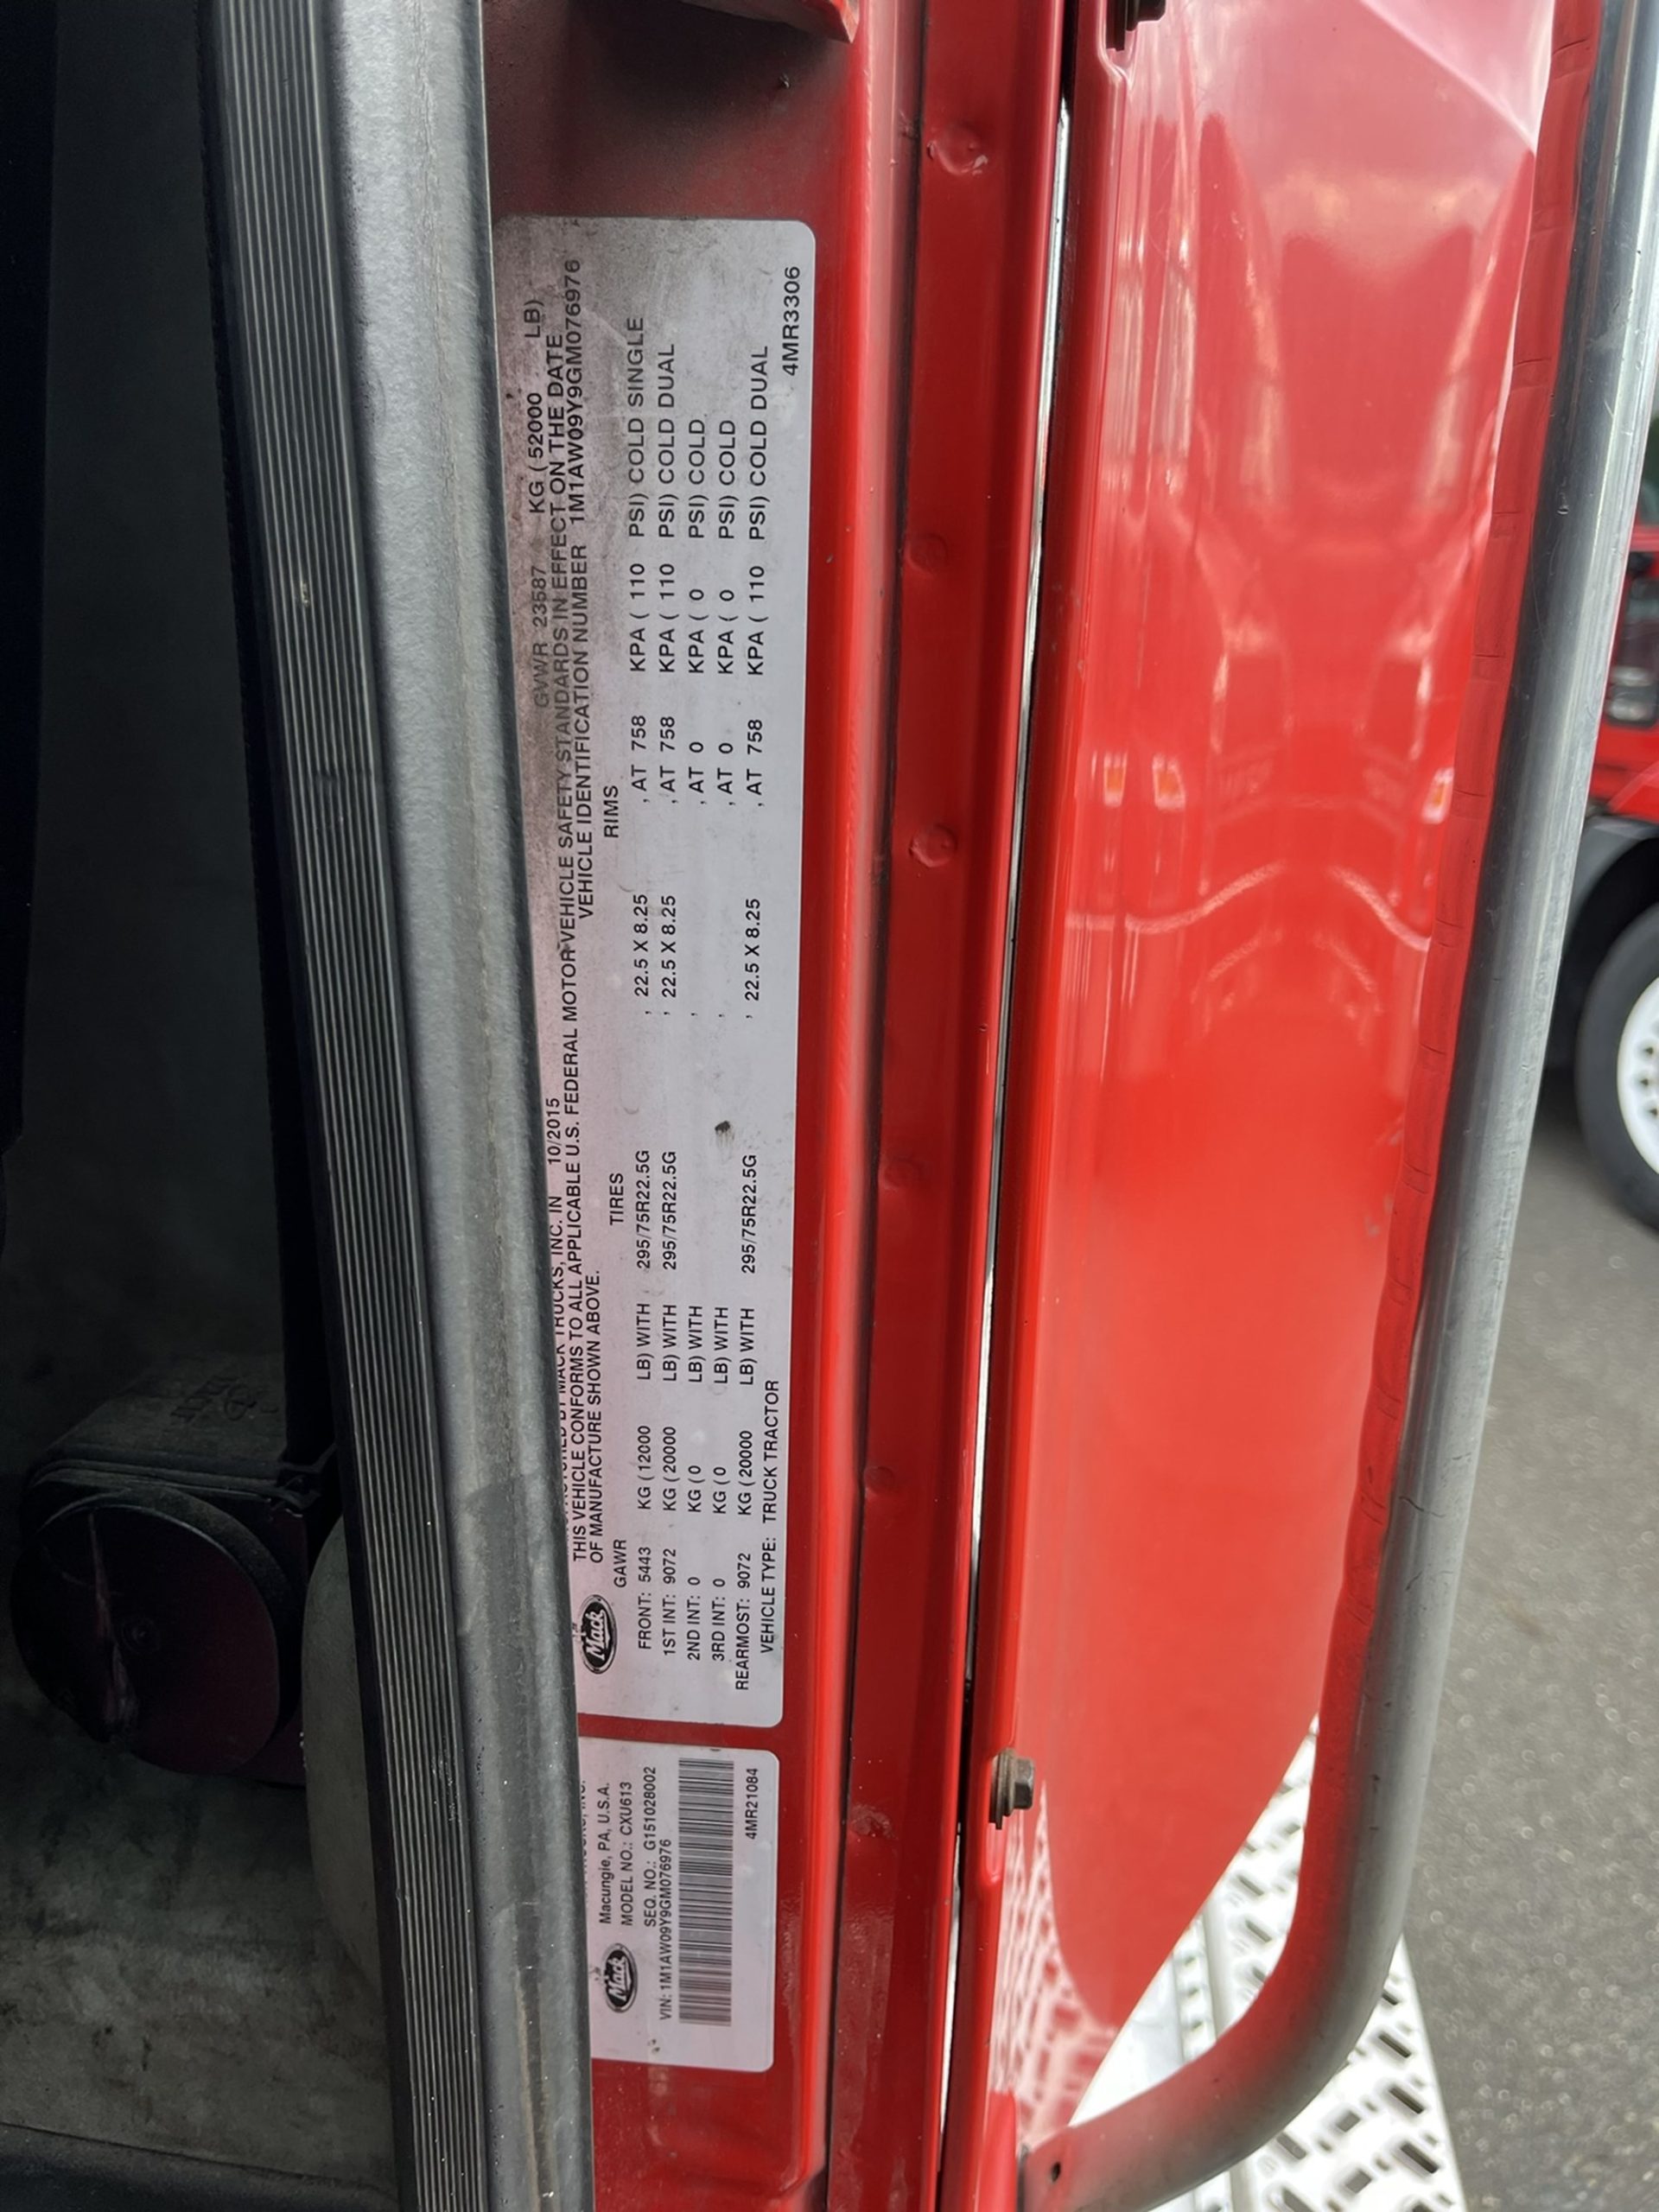 GVWR 23587 KG ( 52000 LB)
MANUFACTURED BY MACK TRUCKS, INC. IN 10/2015
THIS VEHICLE CONFORMS TO ALL APPLICABLE U.S. FEDERAL MOTOR VEHICLE SAFETY STANDARDS IN EFFECT ON THE DATE
OF MANUFACTURE SHOWN ABOVE. VEHICLE IDENTIFICATION NUMBER 1M1AW09Y9GM076976
Mack
GAWR TIRES RIMS
FRONT: 5443 KG ( 12000 LB) WITH 295/75R22.5G , 22.5 X 8.25 , AT 758 KPA ( 110 PSI) COLD SINGLE
1ST INT: 9072 KG ( 20000 LB) WITH 295/75R22.5G , 22.5 X 8.25 , AT 758 KPA ( 110 PSI) COLD DUAL
2ND INT: 0 KG ( 0 LB) WITH , , AT 0 KPA ( 0 PSI) COLD
3RD INT: 0 KG ( 0 LB) WITH , , AT 0 KPA ( 0 PSI) COLD
REARMOST: 9072 KG ( 20000 LB) WITH 295/75R22.5G , 22.5 X 8.25 , AT 758 KPA ( 110 PSI) COLD DUAL
VEHICLE TYPE: TRUCK TRACTOR
4MR3306
Macungie, PA, U.S.A.
Mack
MODEL NO.: CXU613
SEQ. NO.: G151028002
VIN: 1M1AW09Y9GM076976
4MR21084